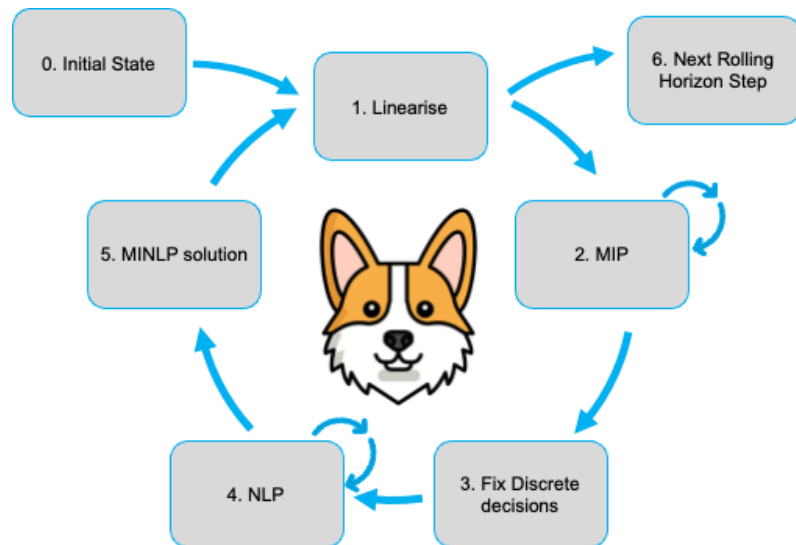 0. Initial State
1. Linearise
6. Next Rolling
Horizon Step
2. MIP
3. Fix Discrete
decisions
4. NLP
5. MINLP solution